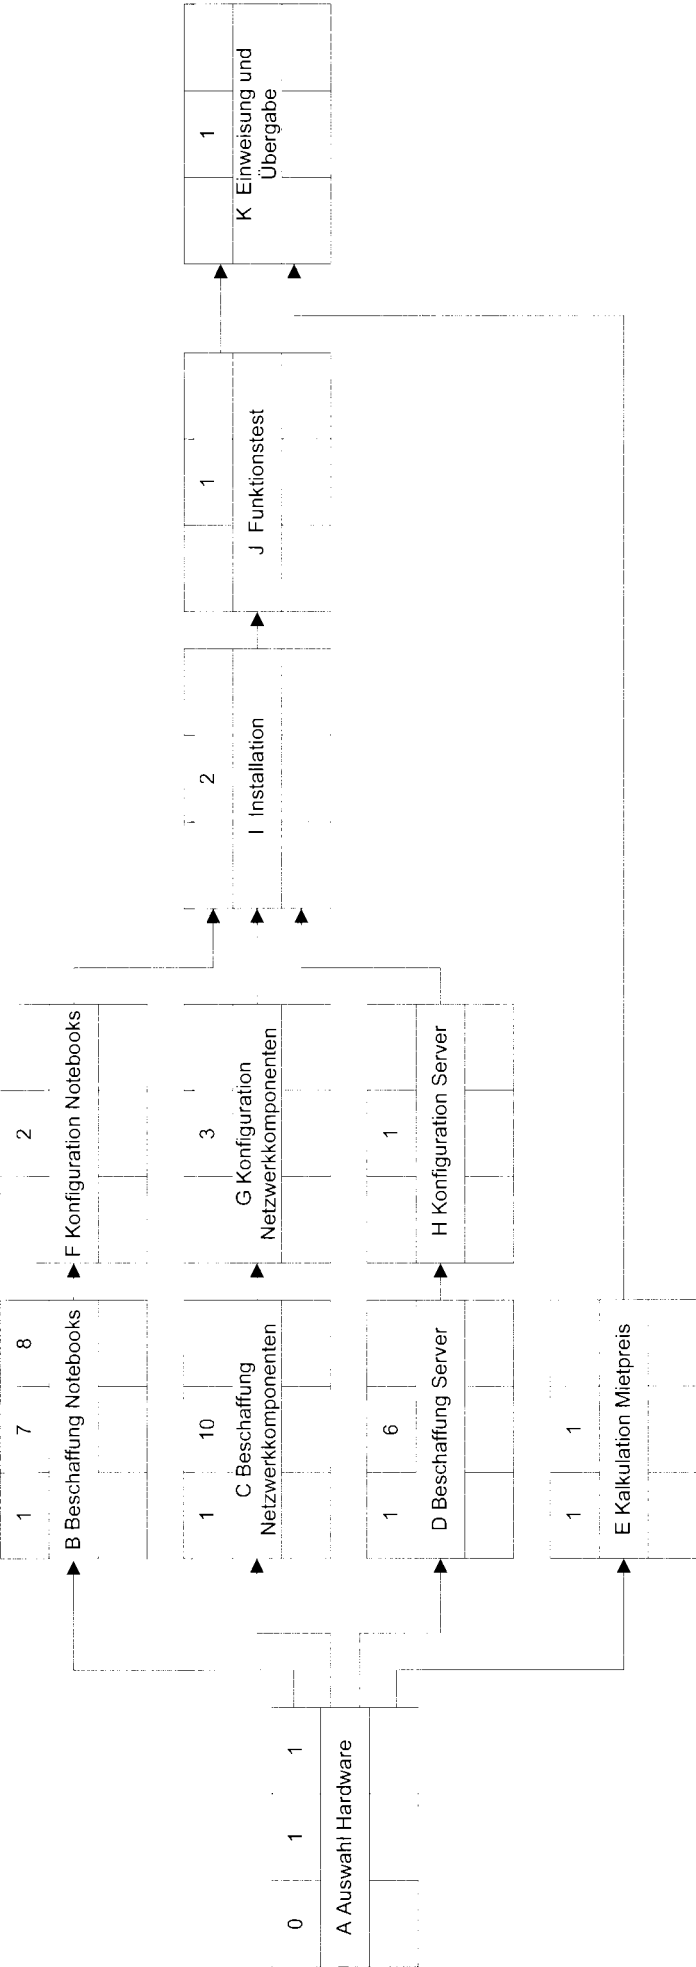 0 1 1
A Auswahl Hardware
1 7 8
B Beschaffung Notebooks
1 10
C Beschaffung
Netzwerkkomponenten
1 6
D Beschaffung Server
1 1
E Kalkulation Mietpreis
2
F Konfiguration Notebooks
3
G Konfiguration
Netzwerkkomponenten
1
H Konfiguration Server
2
I Installation
1
J Funktionstest
1
K Einweisung und
Übergabe